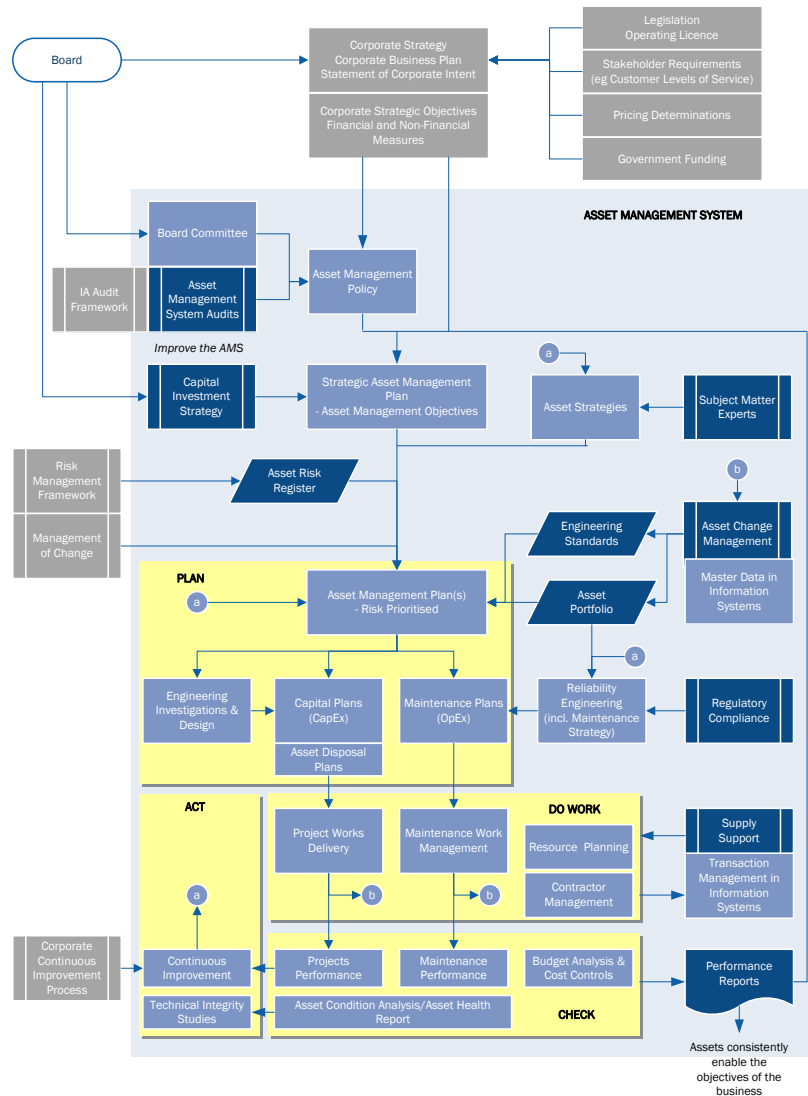 Board
Corporate Strategy
Corporate Business Plan
Statement of Corporate Intent
Corporate Strategic Objectives
Financial and Non-Financial
Measures
Legislation
Operating Licence
Stakeholder Requirements
(eg Customer Levels of Service)
Pricing Determinations
Government Funding
ASSET MANAGEMENT SYSTEM
Board Committee
IA Audit
Framework
Asset
Management
System Audits
Asset Management
Policy
Improve the AMS
Capital
Investment
Strategy
Strategic Asset Management
Plan
- Asset Management Objectives
a
Asset Strategies
Subject Matter
Experts
Risk
Management
Framework
Asset Risk
Register
Management
of Change
b
Engineering
Standards
Asset Change
Management
Master Data in
Information
Systems
Asset
Portfolio
PLAN
a
Asset Management Plan(s)
- Risk Prioritised
a
Engineering
Investigations &
Design
Capital Plans
(CapEx)
Asset Disposal
Plans
Maintenance Plans
(OpEx)
Reliability
Engineering
(incl. Maintenance
Strategy)
Regulatory
Compliance
ACT
DO WORK
Project Works
Delivery
Maintenance Work
Management
Resource Planning
Contractor
Management
Supply
Support
Transaction
Management in
Information
Systems
a
b
b
Corporate
Continuous
Improvement
Process
Continuous
Improvement
Projects
Performance
Maintenance
Performance
Budget Analysis &
Cost Controls
Performance
Reports
Technical Integrity
Studies
Asset Condition Analysis/Asset Health
Report
CHECK
Assets consistently
enable the
objectives of the
business